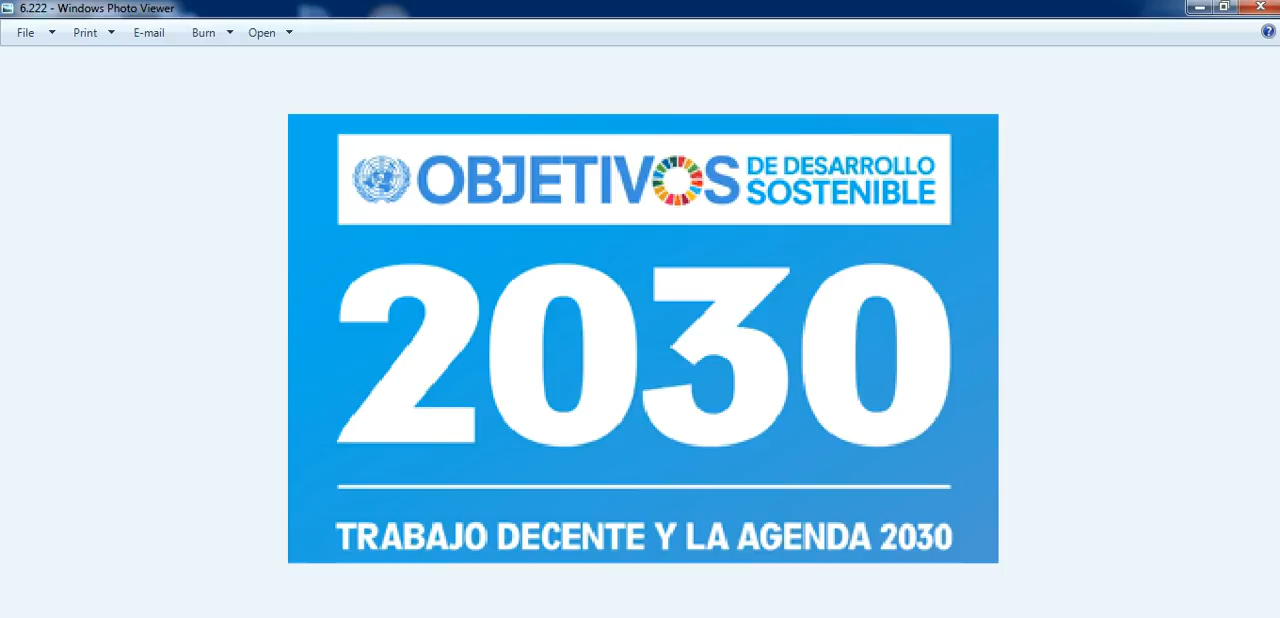 6.222 - Windows Photo Viewer
File Print E-mail Burn Open
OBJETIVOS DE DESARROLLO SOSTENIBLE
2030
TRABAJO DECENTE Y LA AGENDA 2030